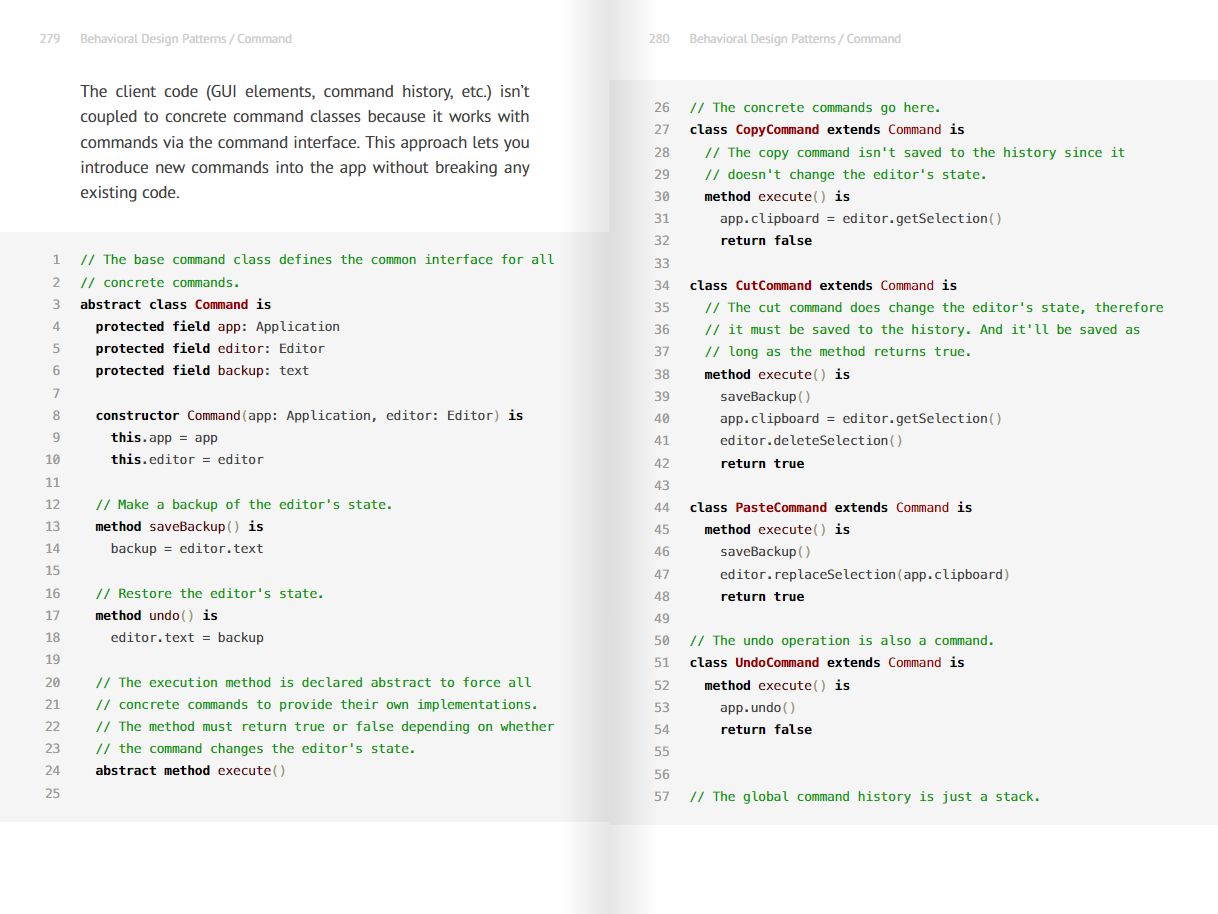 279 Behavioral Design Patterns / Command
The client code (GUI elements, command history, etc.) isn’t
coupled to concrete command classes because it works with
commands via the command interface. This approach lets you
introduce new commands into the app without breaking any
existing code.
1 // The base command class defines the common interface for all
2 // concrete commands.
3 abstract class Command is
4   protected field app: Application
5   protected field editor: Editor
6   protected field backup: text
7
8   constructor Command(app: Application, editor: Editor) is
9     this.app = app
10     this.editor = editor
11
12   // Make a backup of the editor's state.
13   method saveBackup() is
14     backup = editor.text
15
16   // Restore the editor's state.
17   method undo() is
18     editor.text = backup
19
20   // The execution method is declared abstract to force all
21   // concrete commands to provide their own implementations.
22   // The method must return true or false depending on whether
23   // the command changes the editor's state.
24   abstract method execute()
25
280 Behavioral Design Patterns / Command
26 // The concrete commands go here.
27 class CopyCommand extends Command is
28   // The copy command isn't saved to the history since it
29   // doesn't change the editor's state.
30   method execute() is
31     app.clipboard = editor.getSelection()
32     return false
33
34 class CutCommand extends Command is
35   // The cut command does change the editor's state, therefore
36   // it must be saved to the history. And it'll be saved as
37   // long as the method returns true.
38   method execute() is
39     saveBackup()
40     app.clipboard = editor.getSelection()
41     editor.deleteSelection()
42     return true
43
44 class PasteCommand extends Command is
45   method execute() is
46     saveBackup()
47     editor.replaceSelection(app.clipboard)
48     return true
49
50 // The undo operation is also a command.
51 class UndoCommand extends Command is
52   method execute() is
53     app.undo()
54     return false
55
56
57 // The global command history is just a stack.